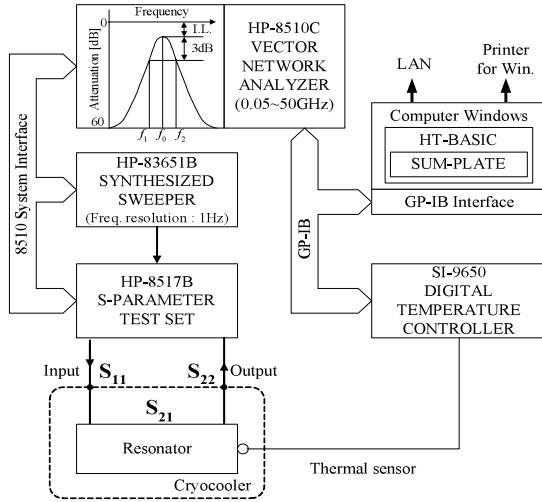 Frequency
0
I.L.
3dB
Attenuation [dB]
60
f₁
f₀
f₂
HP-8510C
VECTOR
NETWORK
ANALYZER
(0.05~50GHz)
LAN
Printer
for Win.
Computer Windows
HT-BASIC
SUM-PLATE
GP-IB Interface
8510 System Interface
HP-83651B
SYNTHESIZED
SWEEPER
(Freq. resolution : 1Hz)
GP-IB
HP-8517B
S-PARAMETER
TEST SET
SI-9650
DIGITAL
TEMPERATURE
CONTROLLER
Input
S₁₁
S₂₂
Output
S₂₁
Resonator
Cryocooler
Thermal sensor